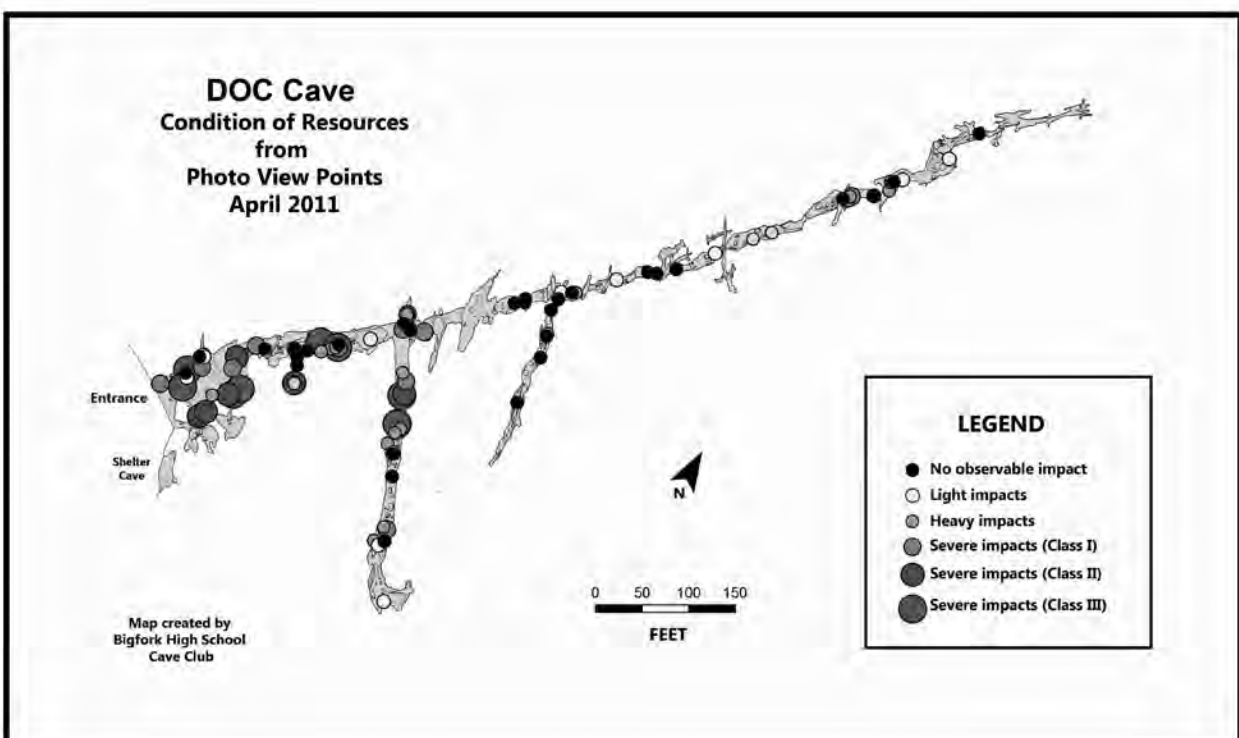 DOC Cave
Condition of Resources
from
Photo View Points
April 2011
Entrance
Shelter
Cave
N
0 50 100 150
FEET
Map created by
Bigfork High School
Cave Club
LEGEND
No observable impact
Light impacts
Heavy impacts
Severe impacts (Class I)
Severe impacts (Class II)
Severe impacts (Class III)